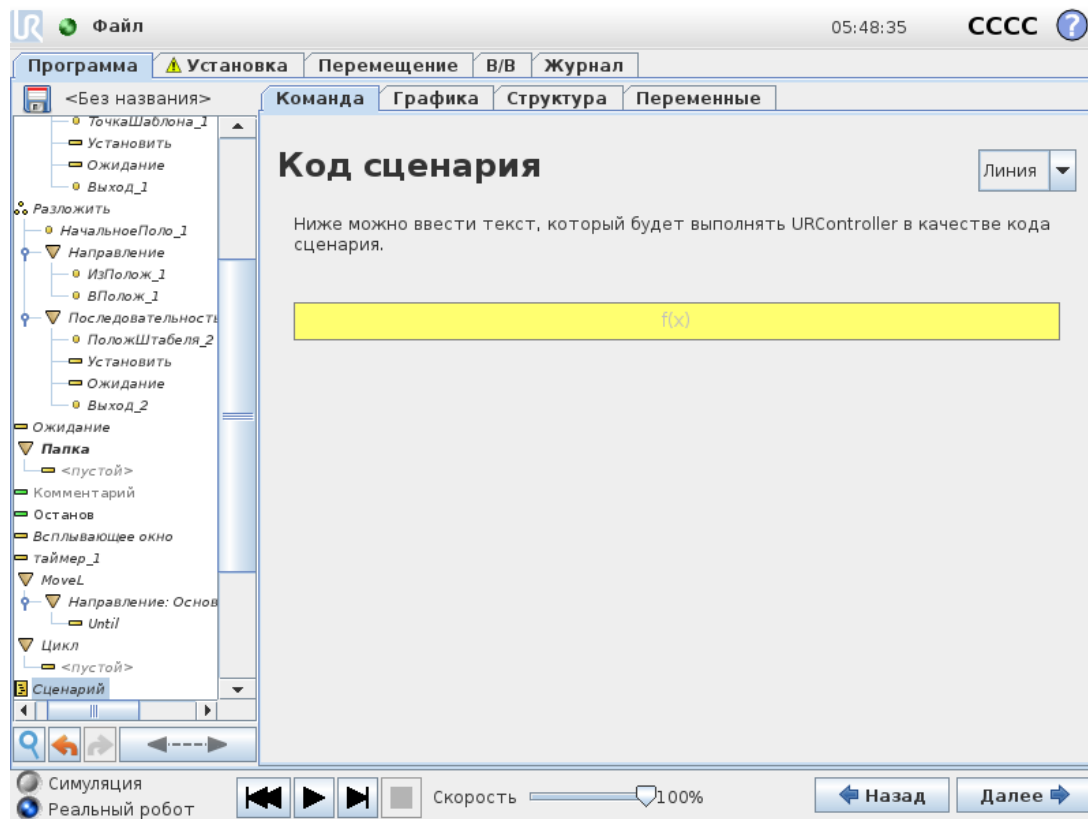 Файл
05:48:35
CCCC
?
Программа
Установка
Перемещение
В/В
Журнал
<Без названия>
Команда
Графика
Структура
Переменные
ТочкаШаблона_1
Установить
Ожидание
Выход_1
Разложить
НачальноеПоло_1
Направление
ИзПолож_1
ВПолож_1
Последовательность
ПоложШтабеля_2
Установить
Ожидание
Выход_2
Ожидание
Папка
<пустой>
Комментарий
Останов
Всплывающее окно
таймер_1
MoveL
Направление: Основ
Until
Цикл
<пустой>
Сценарий
Код сценария
Линия
Ниже можно ввести текст, который будет выполнять URController в качестве кода
сценария.
f(x)
Симуляция
Реальный робот
Скорость
100%
Назад
Далее